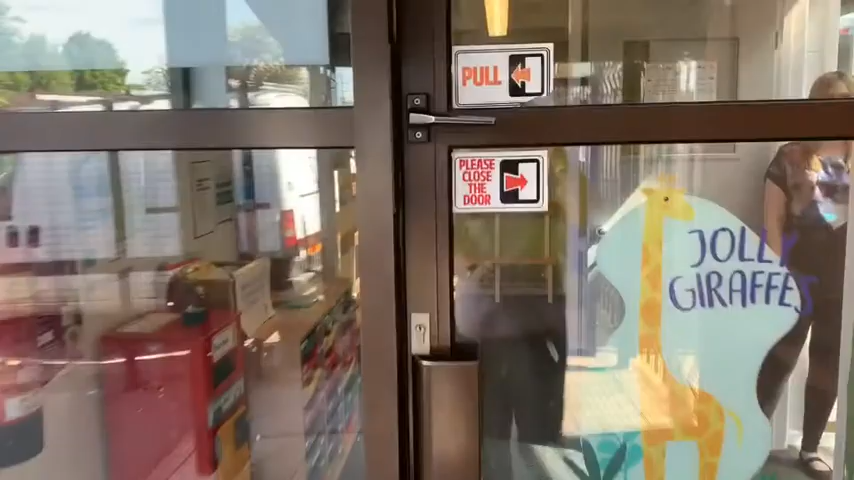 PULL
PLEASE
CLOSE
THE
DOOR
JOLLY
GIRAFFES